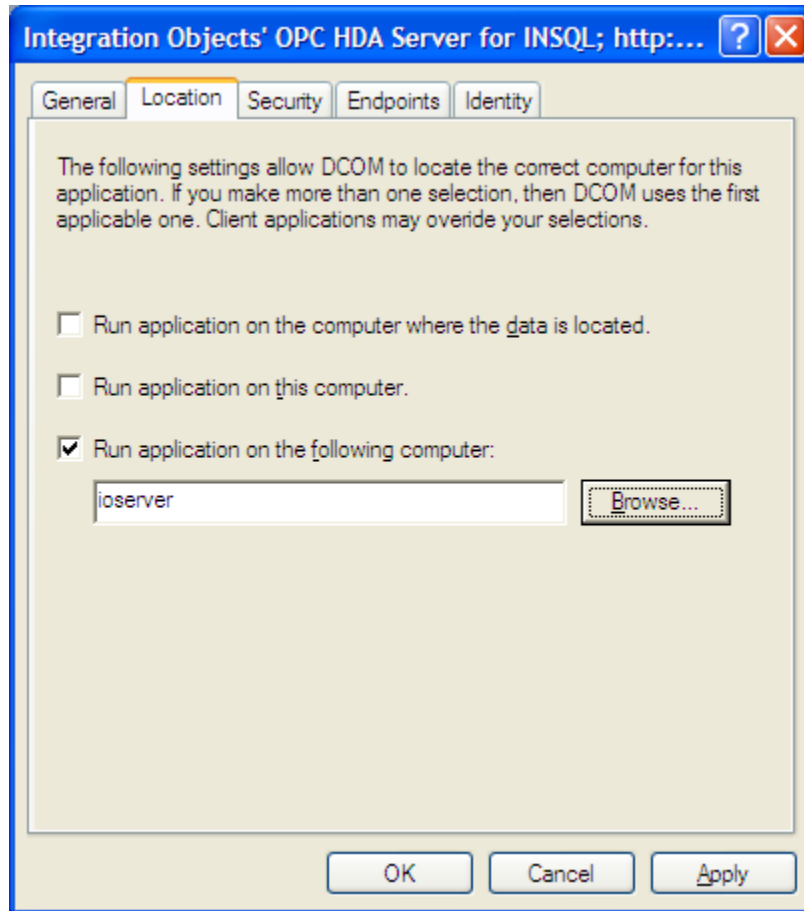 Integration Objects' OPC HDA Server for INSQL; http:...
General Location Security Endpoints Identity
The following settings allow DCOM to locate the correct computer for this
application. If you make more than one selection, then DCOM uses the first
applicable one. Client applications may overide your selections.
Run application on the computer where the data is located.
Run application on this computer.
Run application on the following computer:
ioserver Browse...
OK Cancel Apply